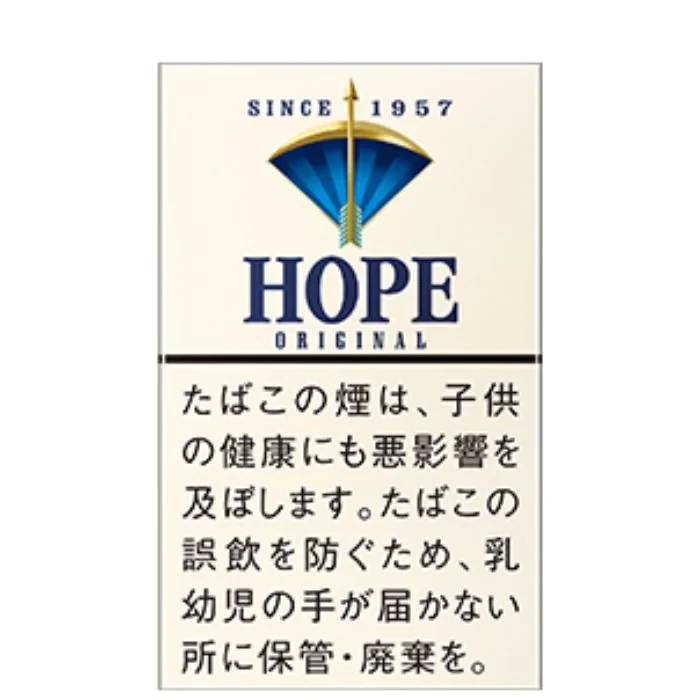 SINCE 1957
HOPE
ORIGINAL
たばこの煙は、子供
の健康にも悪影響を
及ぼします。たばこの
誤飲を防ぐため、乳
幼児の手が届かない
所に保管・廃棄を。